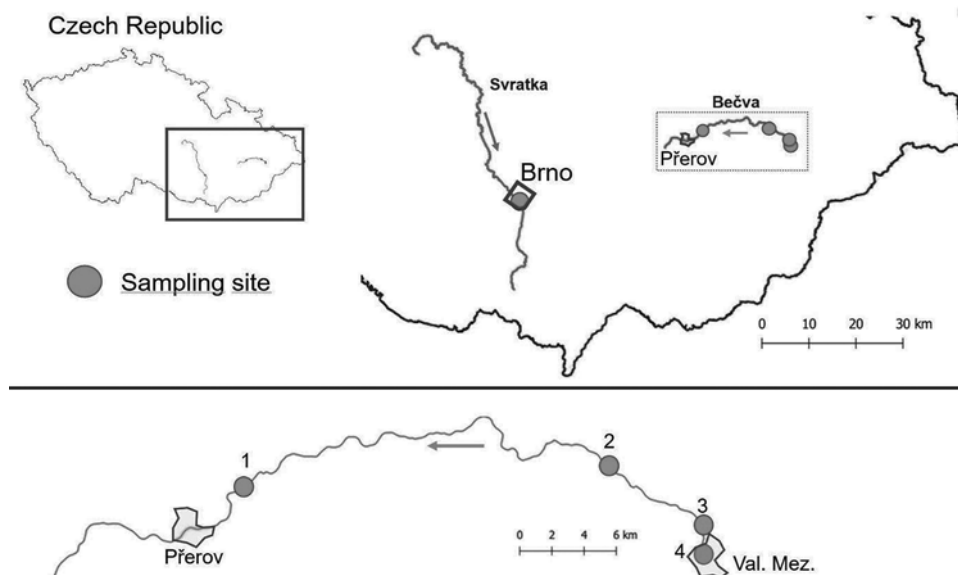 Czech Republic
Svratka
Bečva
Přerov
Brno
Sampling site
0 10 20 30 km
1
2
3
4
0 2 4 6 km
Přerov
Val. Mez.